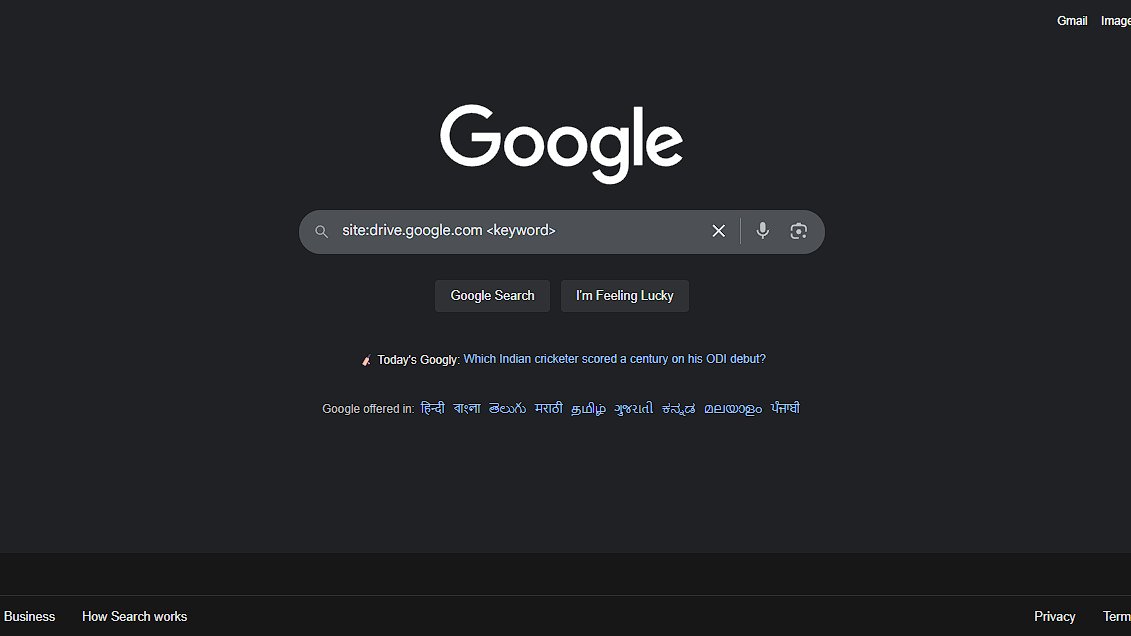 Gmail Image
Google
site:drive.google.com <keyword>
Google Search I'm Feeling Lucky
Today's Googly: Which Indian cricketer scored a century on his ODI debut?
Google offered in: हिन्दी বাংলা తెలుగు मराठी தமிழ் ગુજરાતી ಕನ್ನಡ മലയാളം ਪੰਜਾਬੀ
Business How Search works Privacy Term